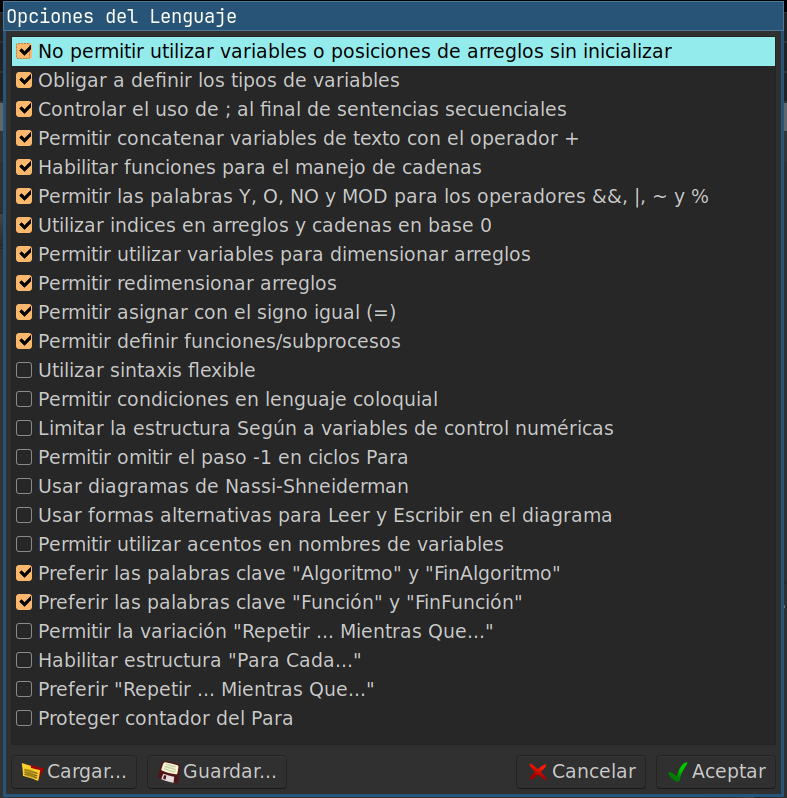 Opciones del Lenguaje
No permitir utilizar variables o posiciones de arreglos sin inicializar
Obligar a definir los tipos de variables
Controlar el uso de ; al final de sentencias secuenciales
Permitir concatenar variables de texto con el operador +
Habilitar funciones para el manejo de cadenas
Permitir las palabras Y, O, NO y MOD para los operadores &&, |, ~ y %
Utilizar indices en arreglos y cadenas en base 0
Permitir utilizar variables para dimensionar arreglos
Permitir redimensionar arreglos
Permitir asignar con el signo igual (=)
Permitir definir funciones/subprocesos
Utilizar sintaxis flexible
Permitir condiciones en lenguaje coloquial
Limitar la estructura Según a variables de control numéricas
Permitir omitir el paso -1 en ciclos Para
Usar diagramas de Nassi-Shneiderman
Usar formas alternativas para Leer y Escribir en el diagrama
Permitir utilizar acentos en nombres de variables
Preferir las palabras clave "Algoritmo" y "FinAlgoritmo"
Preferir las palabras clave "Función" y "FinFunción"
Permitir la variación "Repetir ... Mientras Que..."
Habilitar estructura "Para Cada..."
Preferir "Repetir ... Mientras Que..."
Proteger contador del Para
Cargar... Guardar... Cancelar Aceptar